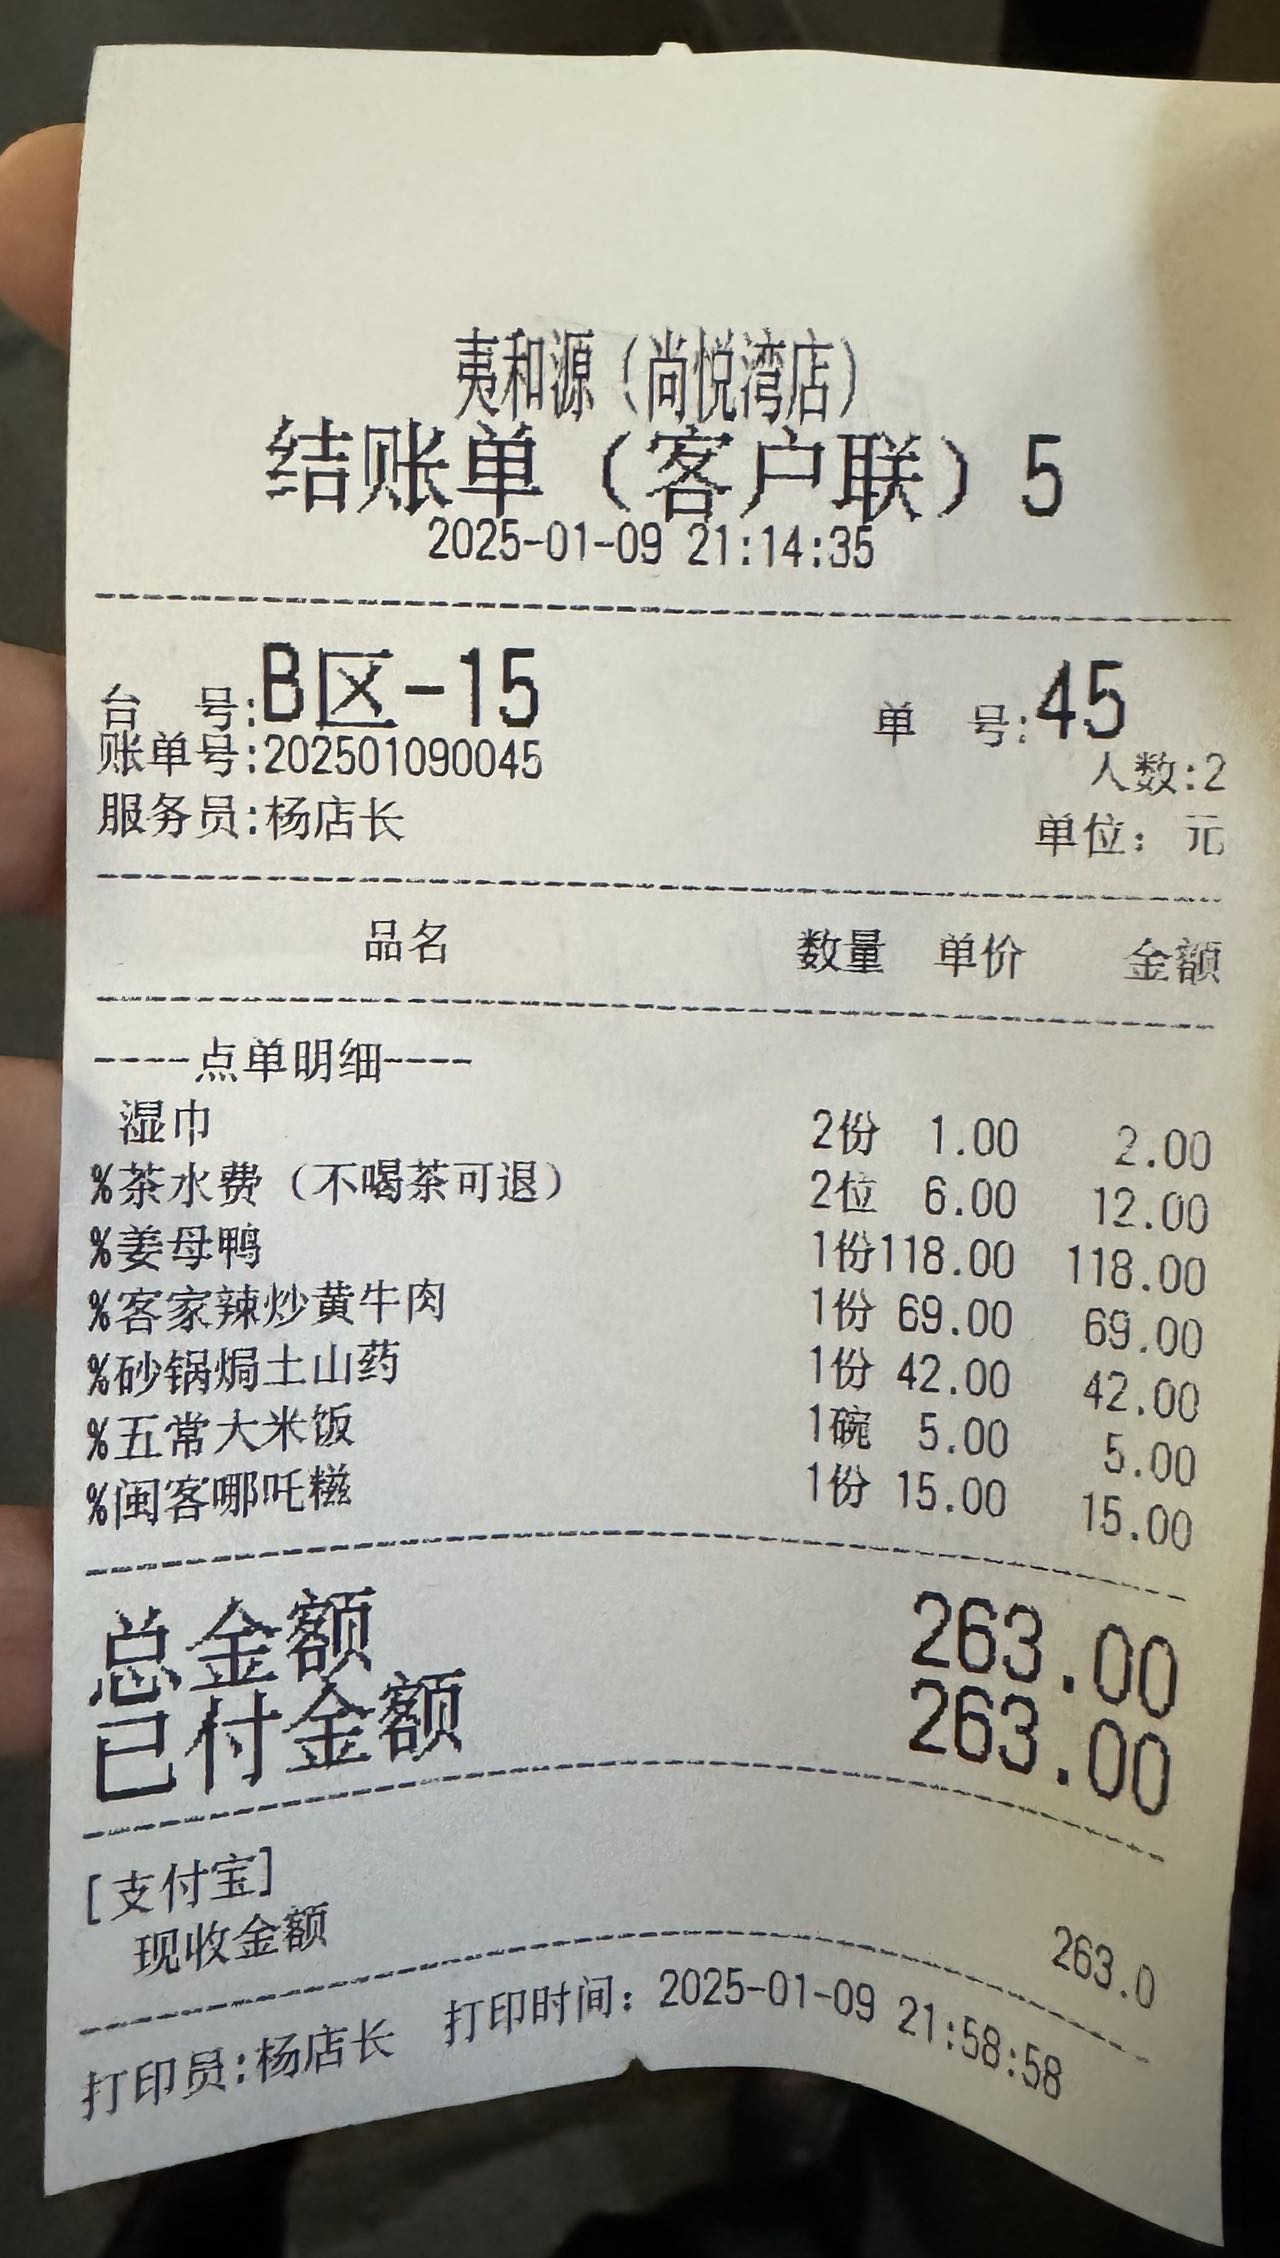 夷和源（尚悦湾店）
结账单（客户联）5
2025-01-09 21:14:35
台　号:B区-15　单　号:45
账单号:202501090045　人数:2
服务员:杨店长　单位：元
品名　数量　单价　金额
----点单明细----
湿巾　2份　1.00　2.00
%茶水费（不喝茶可退）　2位　6.00　12.00
%姜母鸭　1份118.00　118.00
%客家辣炒黄牛肉　1份 69.00　69.00
%砂锅焗土山药　1份 42.00　42.00
%五常大米饭　1碗　5.00　5.00
%闽客哪吒糍　1份 15.00　15.00
总金额　263.00
已付金额　263.00
[支付宝]
现收金额　263.0
打印员:杨店长　打印时间：2025-01-09 21:58:58